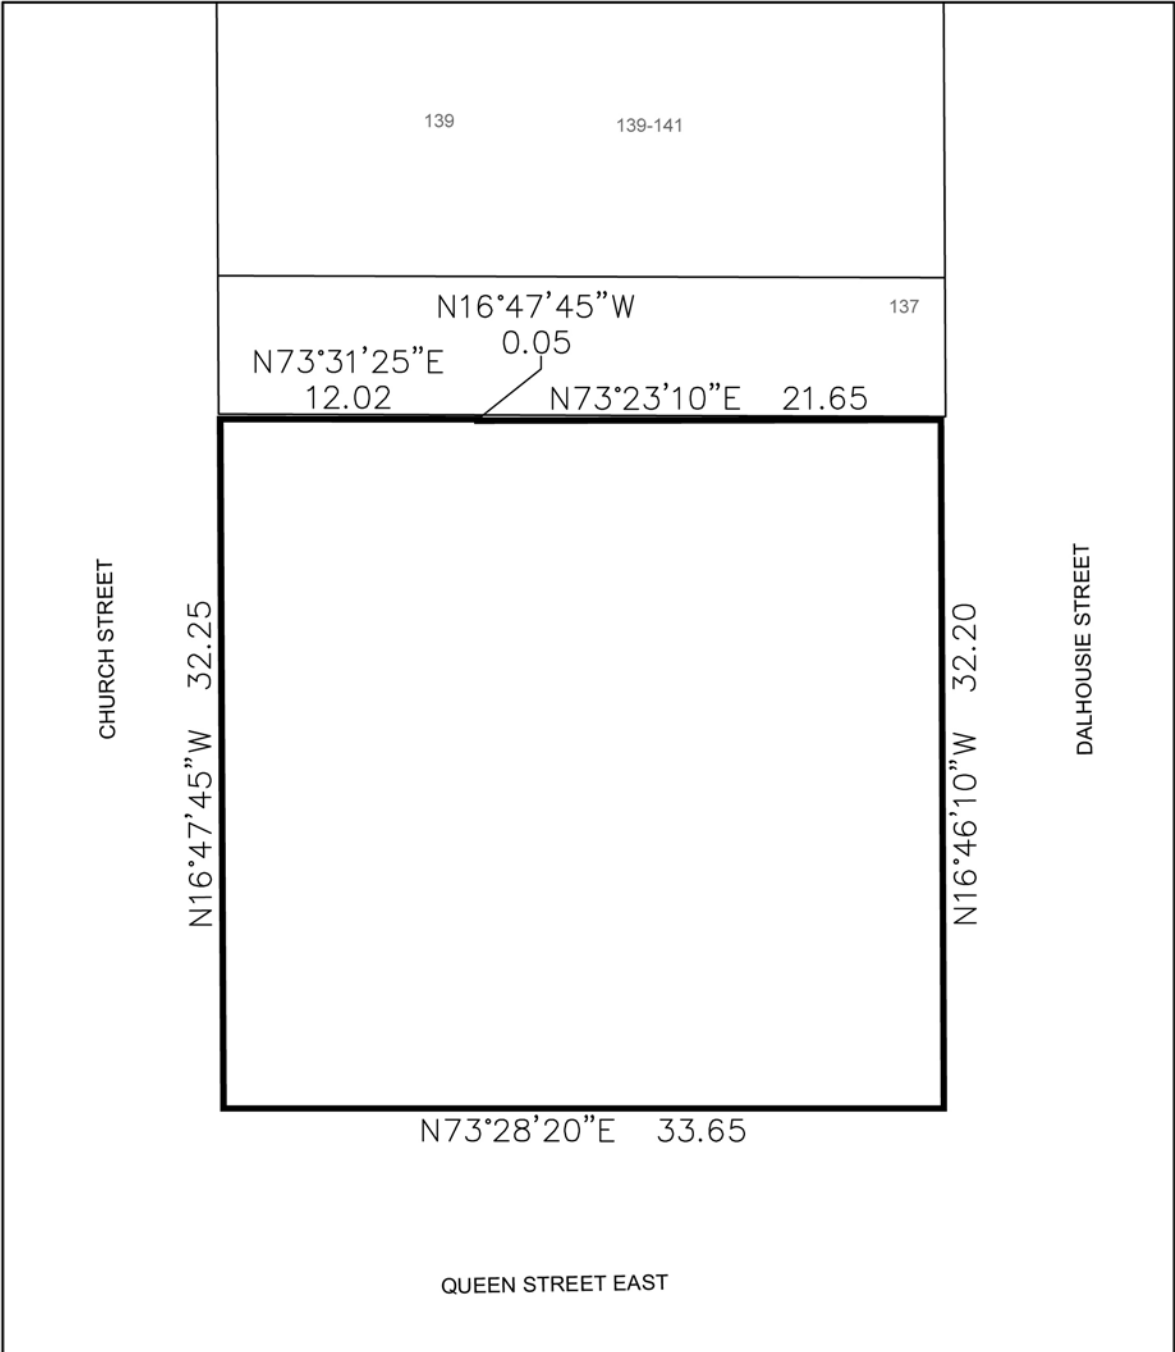 139
139-141
N16°47'45"W
0.05
137
N73°31'25"E
12.02
N73°23'10"E 21.65
CHURCH STREET
N16°47'45"W 32.25
N16°46'10"W 32.20
DALHOUSIE STREET
N73°28'20"E 33.65
QUEEN STREET EAST